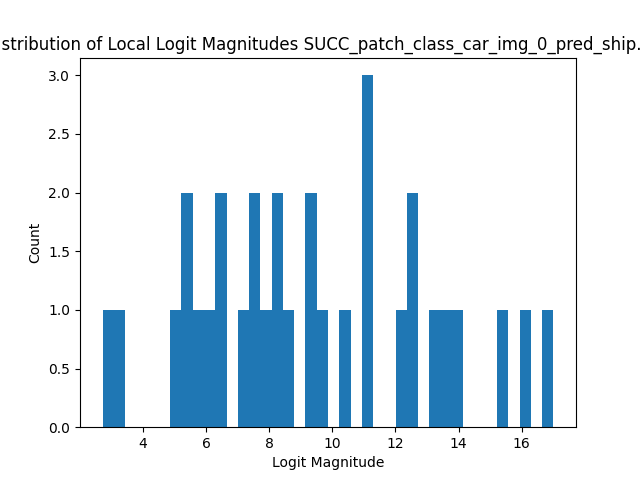 stribution of Local Logit Magnitudes SUCC_patch_class_car_img_0_pred_ship.
3.0
2.5
2.0
1.5
1.0
0.5
0.0
Count
4 6 8 10 12 14 16
Logit Magnitude